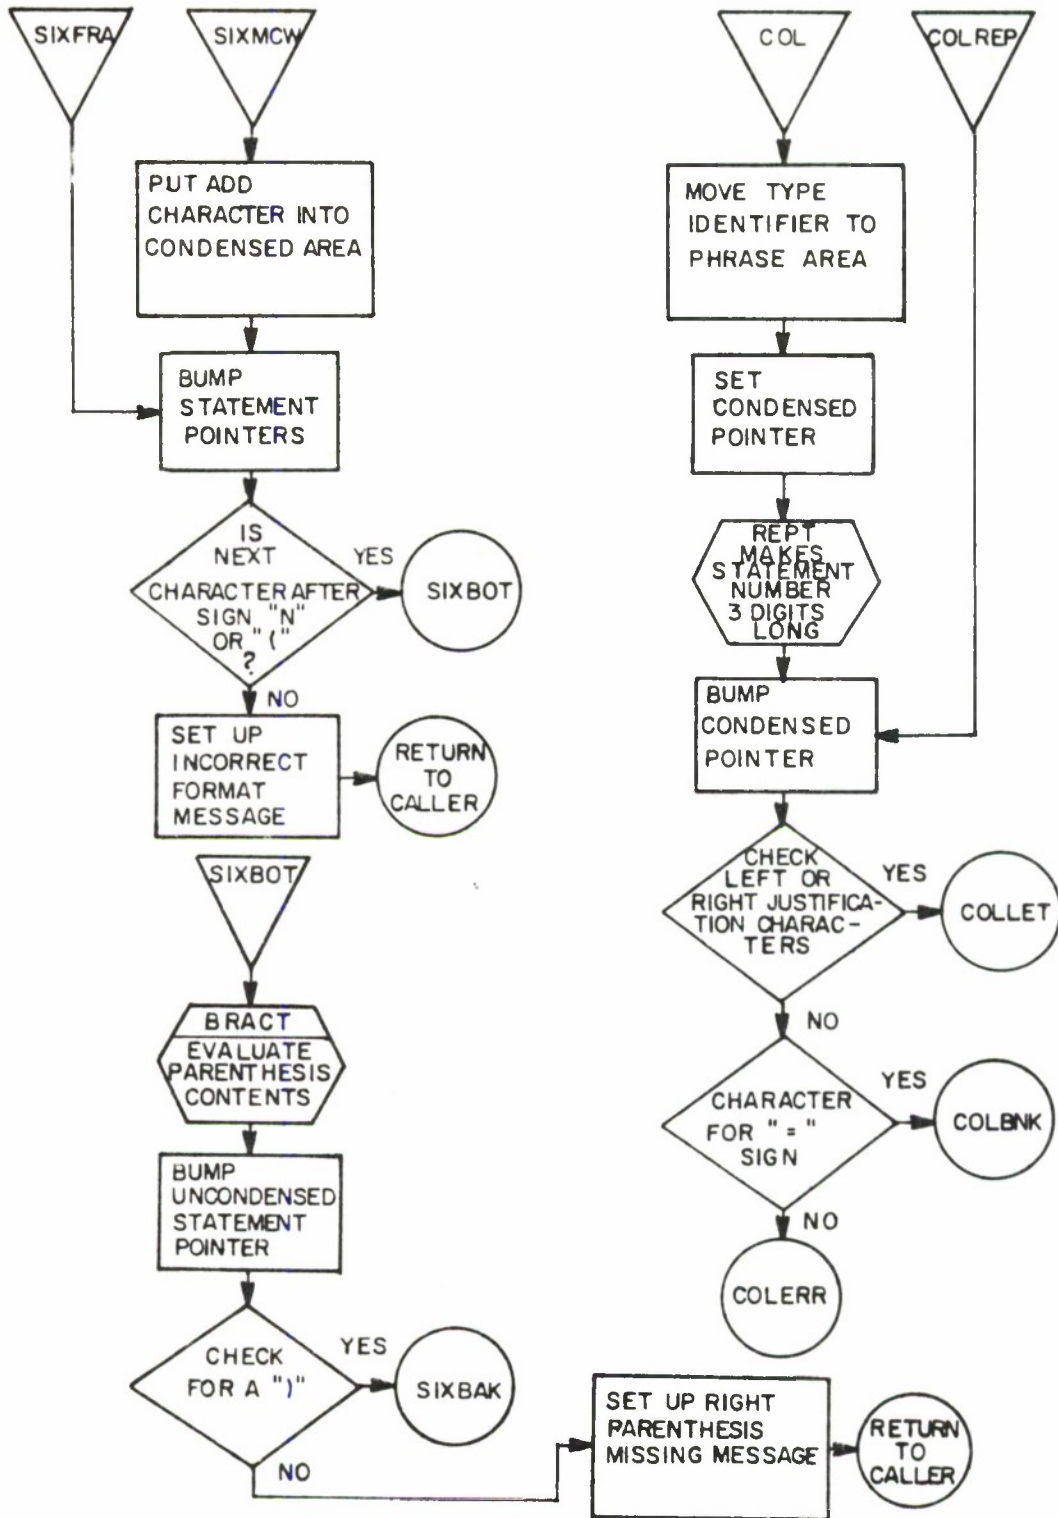 SIXFRA
SIXMCW
PUT ADD
CHARACTER INTO
CONDENSED AREA
BUMP
STATEMENT
POINTERS
IS
NEXT
CHARACTER AFTER
SIGN "N"
OR "("
?
YES
SIXBOT
NO
SET UP
INCORRECT
FORMAT
MESSAGE
RETURN
TO
CALLER
SIXBOT
BRACT
EVALUATE
PARENTHESIS
CONTENTS
BUMP
UNCONDENSED
STATEMENT
POINTER
CHECK
FOR A ")"
YES
SIXBAK
NO
SET UP RIGHT
PARENTHESIS
MISSING MESSAGE
RETURN
TO
CALLER
COL
COLREP
MOVE TYPE
IDENTIFIER TO
PHRASE AREA
SET
CONDENSED
POINTER
REPT
MAKES
STATEMENT
NUMBER
3 DIGITS
LONG
BUMP
CONDENSED
POINTER
CHECK
LEFT OR
RIGHT JUSTIFICA-
TION CHARAC-
TERS
YES
COLLET
NO
CHARACTER
FOR "="
SIGN
YES
COLBNK
NO
COLERR